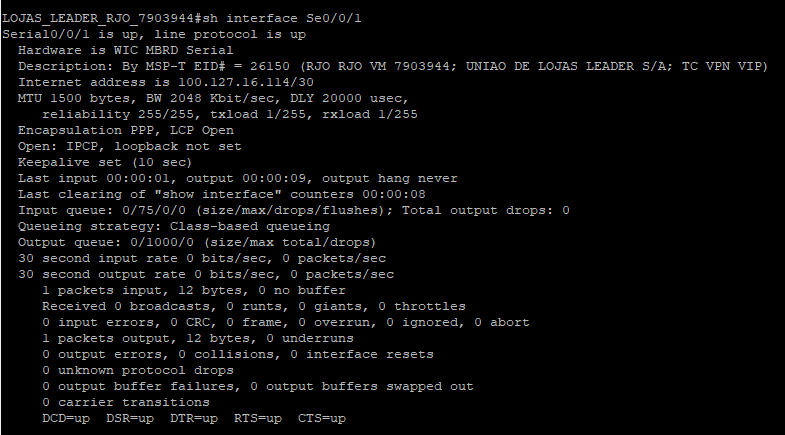 LOJAS_LEADER_RJO_7903944#sh interface Se0/0/1
Serial0/0/1 is up, line protocol is up
Hardware is WIC MBRD Serial
Description: By MSP-T EID# = 26150 (RJO RJO VM 7903944; UNIAO DE LOJAS LEADER S/A; TC VPN VIP)
Internet address is 100.127.16.114/30
MTU 1500 bytes, BW 2048 Kbit/sec, DLY 20000 usec,
reliability 255/255, txload 1/255, rxload 1/255
Encapsulation PPP, LCP Open
Open: IPCP, loopback not set
Keepalive set (10 sec)
Last input 00:00:01, output 00:00:09, output hang never
Last clearing of "show interface" counters 00:00:08
Input queue: 0/75/0/0 (size/max/drops/flushes); Total output drops: 0
Queueing strategy: Class-based queueing
Output queue: 0/1000/0 (size/max total/drops)
30 second input rate 0 bits/sec, 0 packets/sec
30 second output rate 0 bits/sec, 0 packets/sec
1 packets input, 12 bytes, 0 no buffer
Received 0 broadcasts, 0 runts, 0 giants, 0 throttles
0 input errors, 0 CRC, 0 frame, 0 overrun, 0 ignored, 0 abort
1 packets output, 12 bytes, 0 underruns
0 output errors, 0 collisions, 0 interface resets
0 unknown protocol drops
0 output buffer failures, 0 output buffers swapped out
0 carrier transitions
DCD=up DSR=up DTR=up RTS=up CTS=up